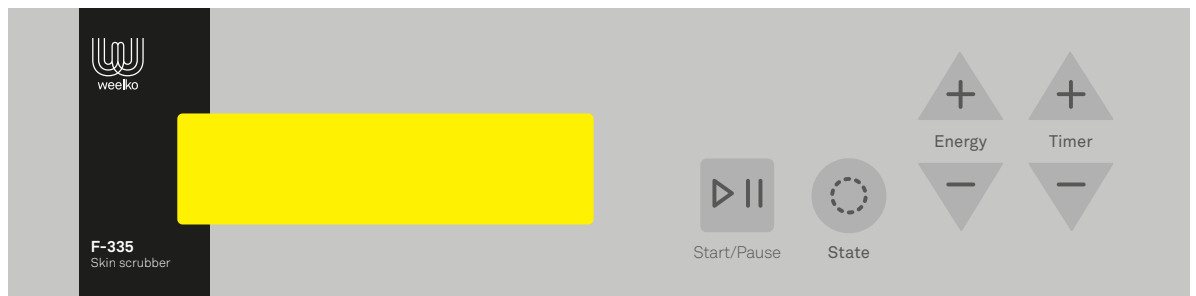 weelko
F-335
Skin scrubber
Start/Pause
State
Energy
Timer